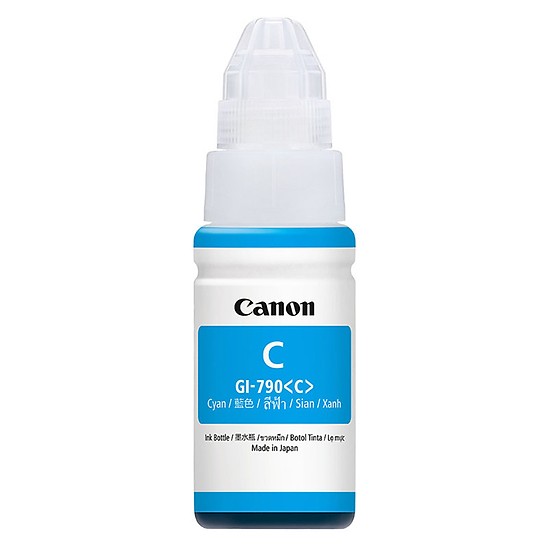 Canon
C
GI-790<C>
Cyan / 藍色 / สีฟ้า / Sian / Xanh
Ink Bottle / 墨水瓶 / ขวดหมึก / Botol Tinta / Lọ mực
Made in Japan